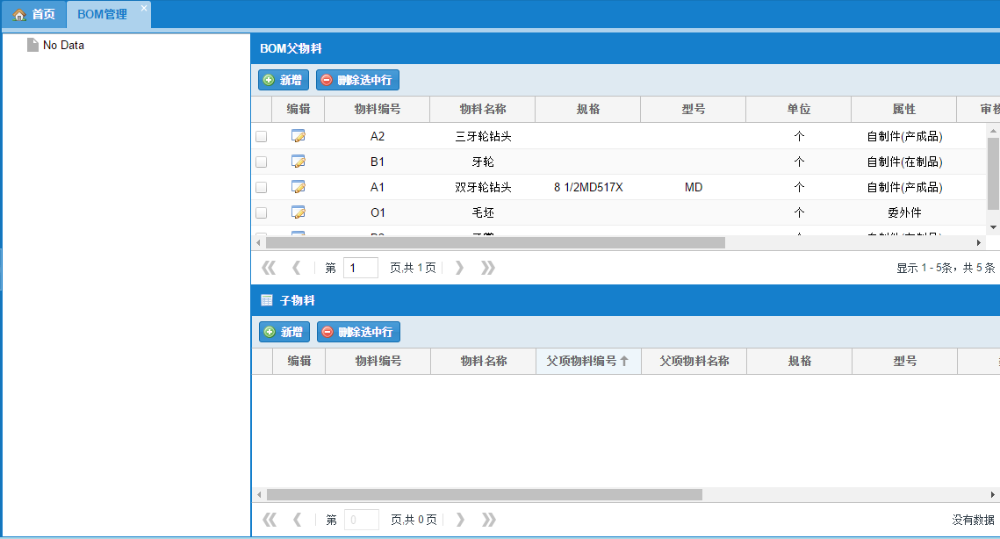 首页 BOM管理
No Data
BOM父物料
新增 删除选中行
编辑 物料编号 物料名称 规格 型号 单位 属性
A2 三牙轮钻头 个 自制件(产成品)
B1 牙轮 个 自制件(在制品)
A1 双牙轮钻头 8 1/2MD517X MD 个 自制件(产成品)
O1 毛坯 个 委外件
第 1 页,共 1 页 显示 1 - 5条，共 5 条
子物料
新增 删除选中行
编辑 物料编号 物料名称 父项物料编号 父项物料名称 规格 型号
第 0 页,共 0 页 没有数据